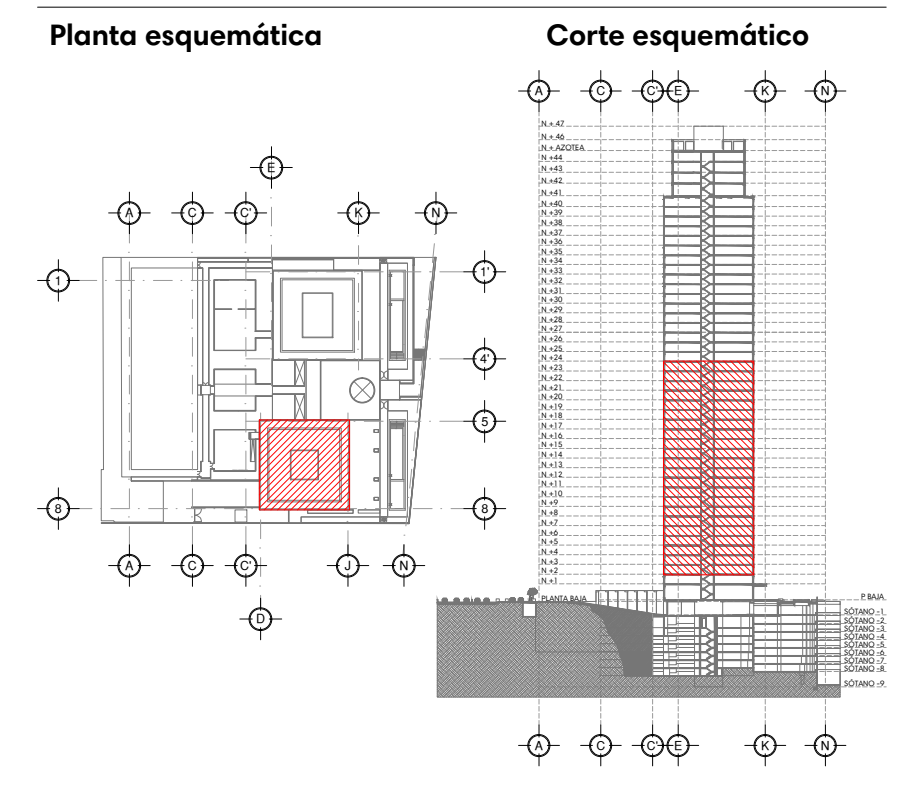 Planta esquemática
Corte esquemático
A C C' E K N
N + 47
N + 46
N + AZOTEA
N +44
N +43
N +42
N +41
N +40
N +39
N +38
N +37
N +36
N +35
N +34
N +33
N +32
N +31
N +30
N +29
N +28
N +27
N +26
N +25
N +24
N +23
N +22
N +21
N +20
N +19
N +18
N +17
N +16
N +15
N +14
N +13
N +12
N +11
N +10
N +9
N +8
N +7
N +6
N +5
N +4
N +3
N +2
N +1
PLANTA BAJA
P BAJA
SÓTANO -1
SÓTANO -2
SÓTANO -3
SÓTANO -4
SÓTANO -5
SÓTANO -6
SÓTANO -7
SÓTANO -8
SÓTANO -9
A C C' E K N
E
A C C' K N
1 1'
4'
5
8 8
A C C' J N
D